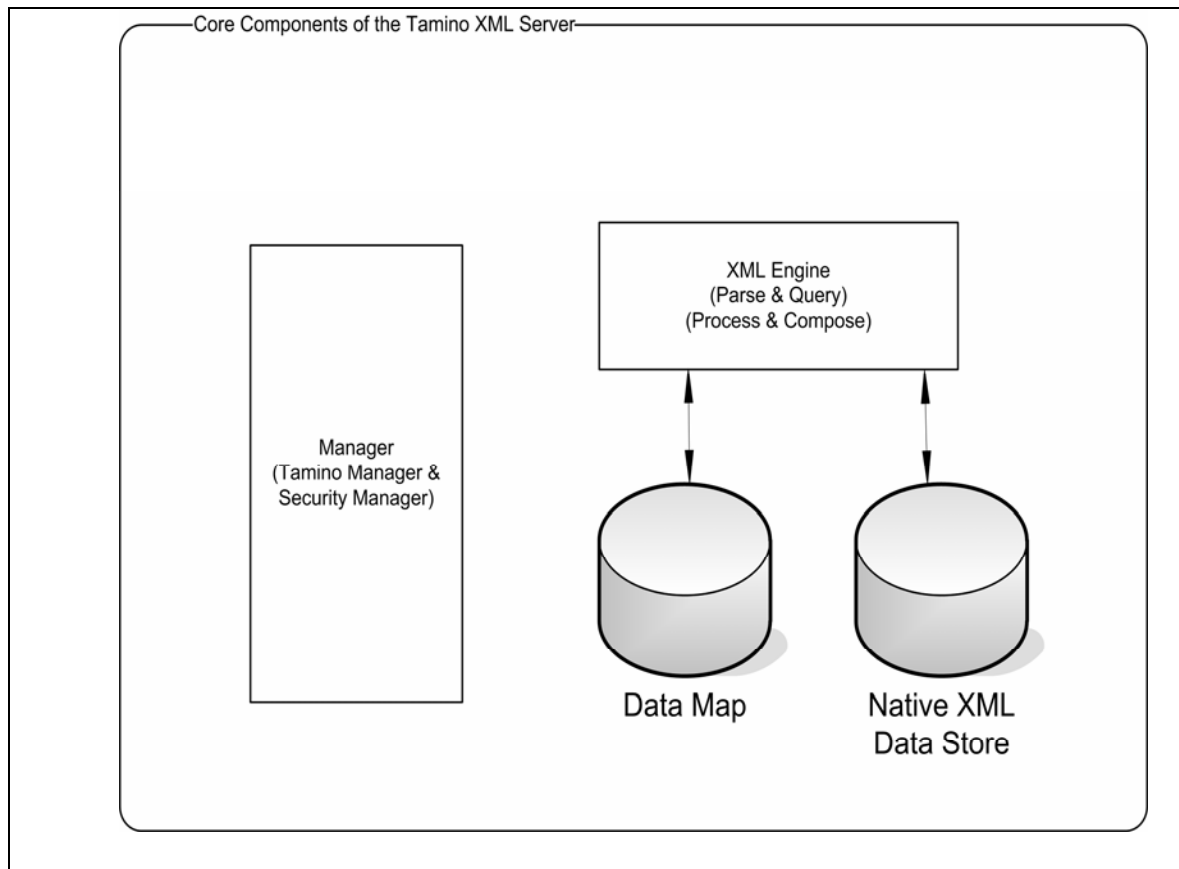 Core Components of the Tamino XML Server
XML Engine
(Parse & Query)
(Process & Compose)
Manager
(Tamino Manager &
Security Manager)
Data Map
Native XML
Data Store